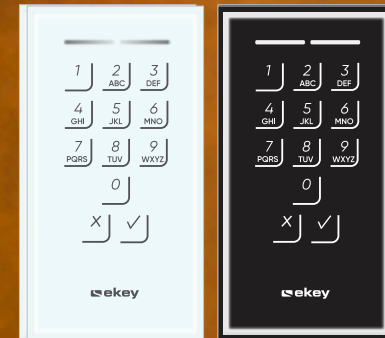 1 2 3
ABC DEF
4 5 6
GHI JKL MNO
7 8 9
PQRS TUV WXYZ
0
X ✓
ekey
1 2 3
ABC DEF
4 5 6
GHI JKL MNO
7 8 9
PQRS TUV WXYZ
0
X ✓
ekey